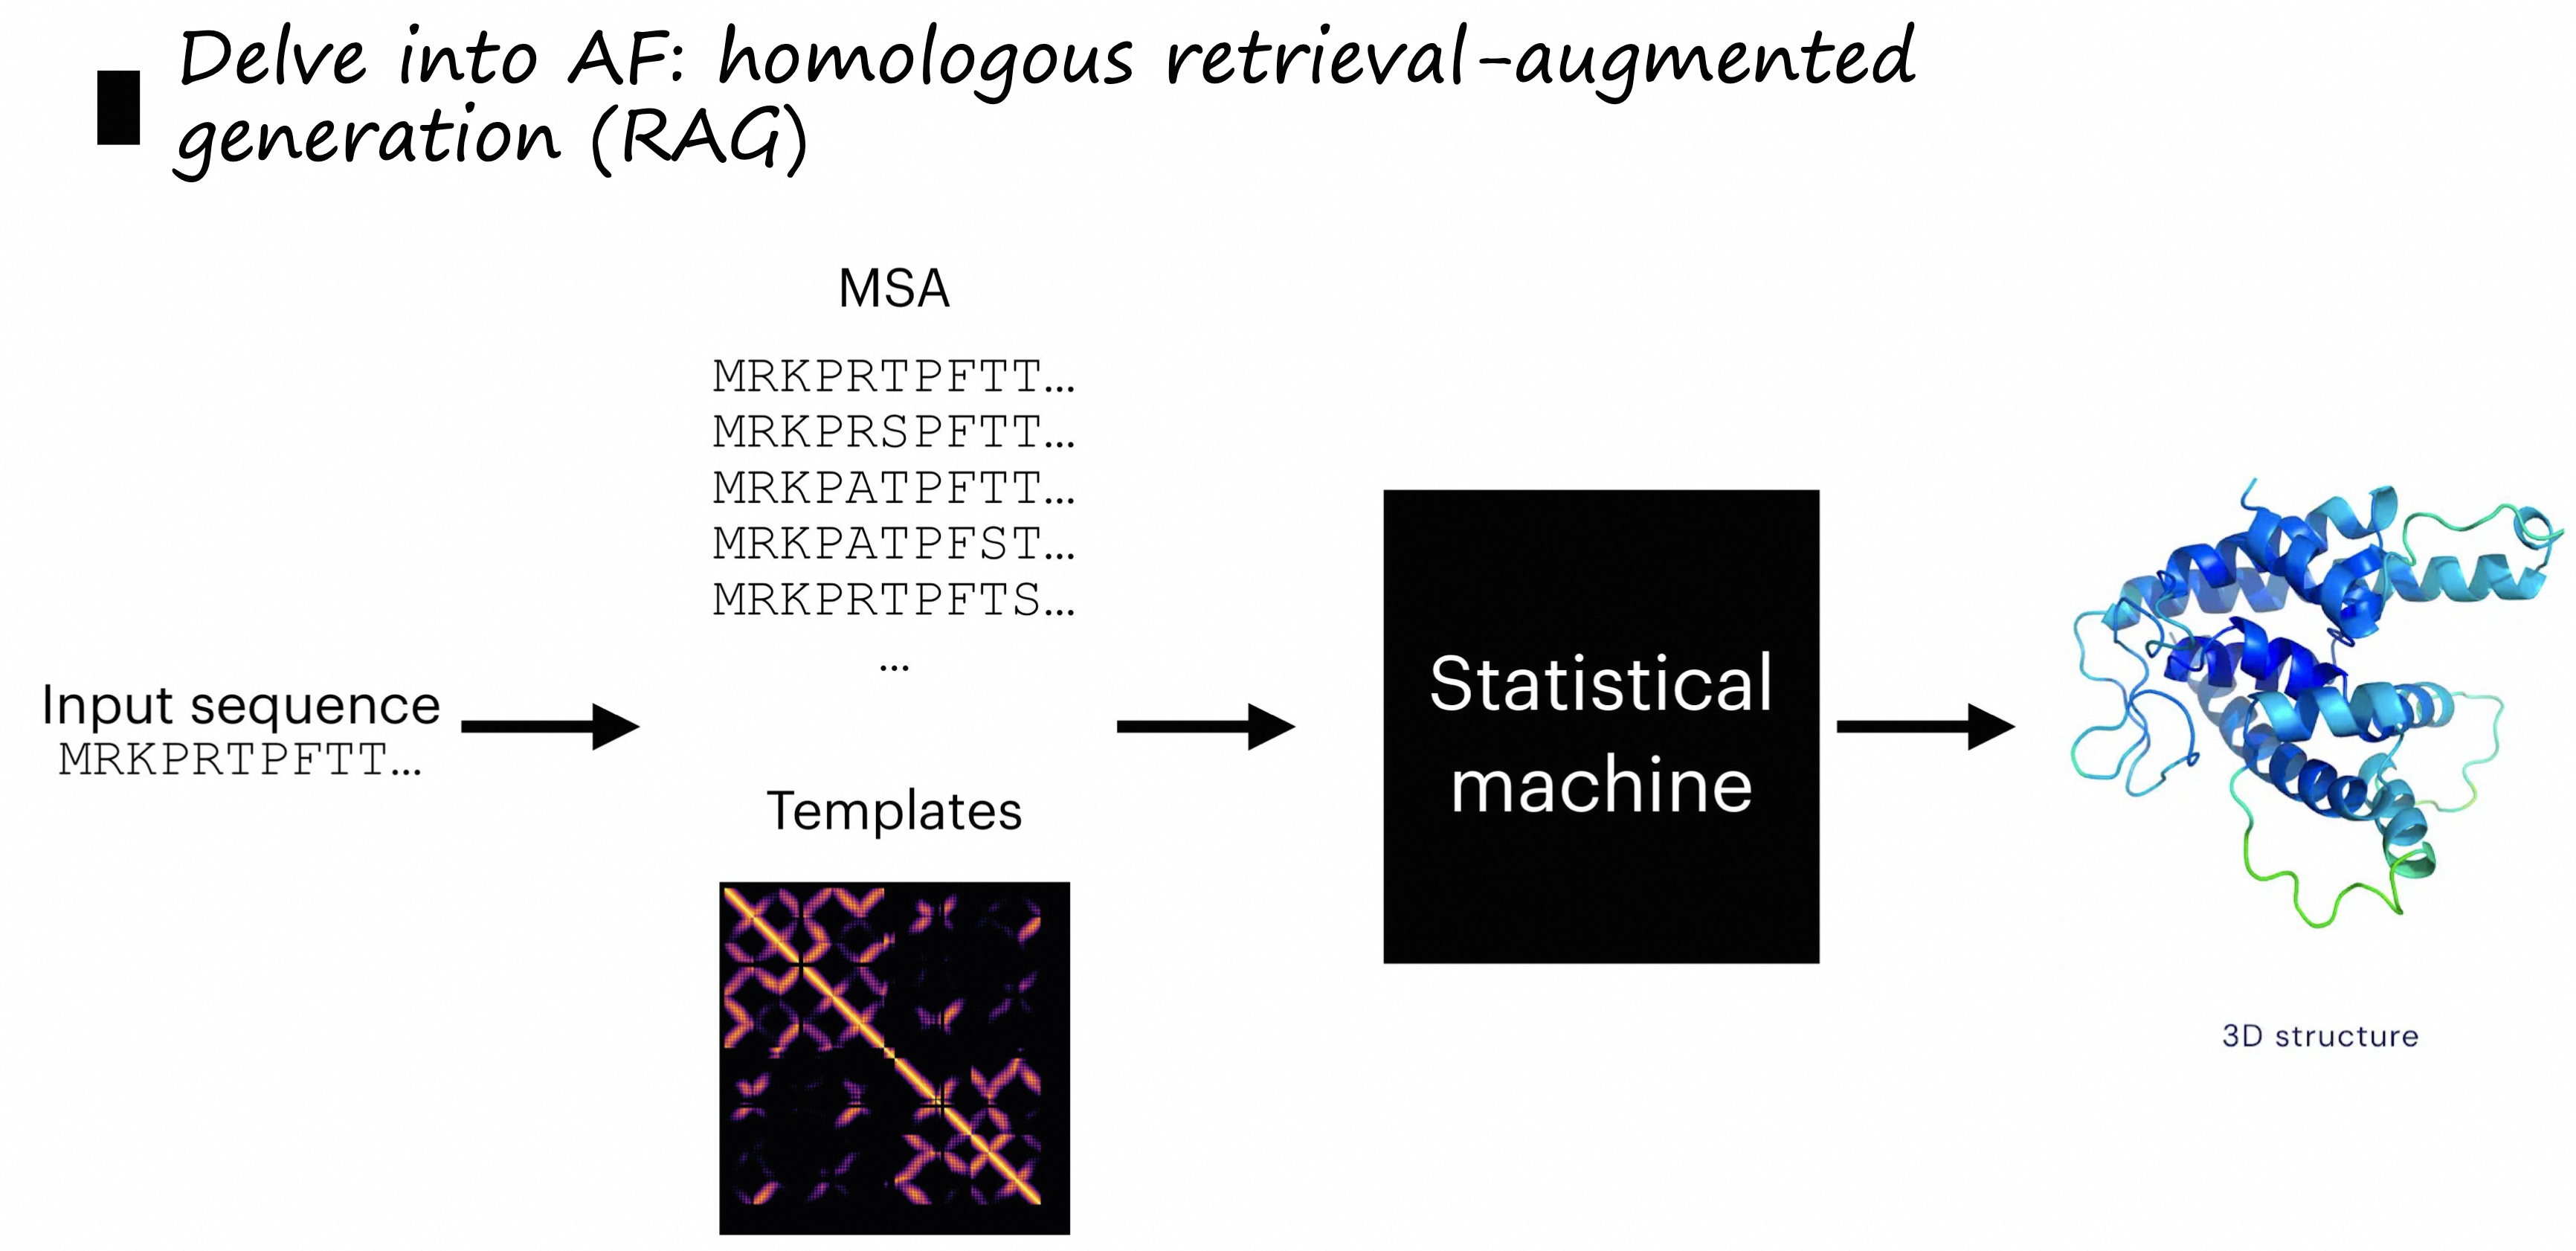 Delve into AF: homologous retrieval-augmented
generation (RAG)
MSA
MRKPRTPFTT...
MRKPRSPFTT...
MRKPATPFTT...
MRKPATPFST...
MRKPRTPFTS...
...
Input sequence
MRKPRTPFTT...
Templates
Statistical
machine
3D structure